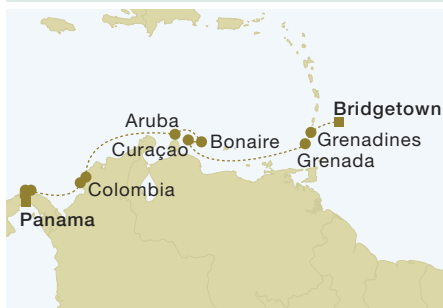 Bridgetown
Aruba
Grenadines
Curaçao
Bonaire
Grenada
Colombia
Panama